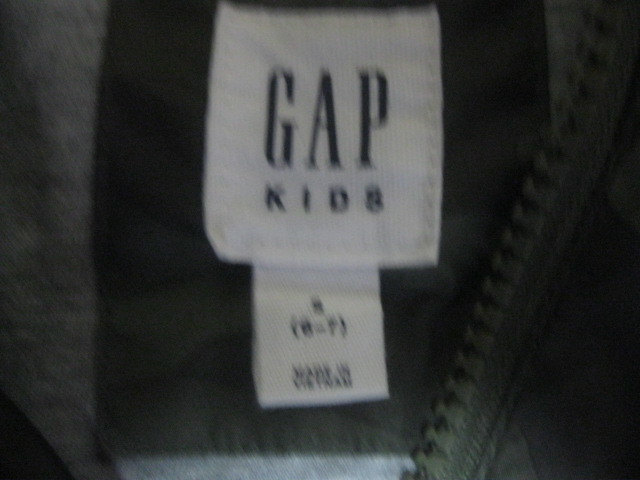 GAP
KIDS
S
(6-7)
MADE IN
VIETNAM